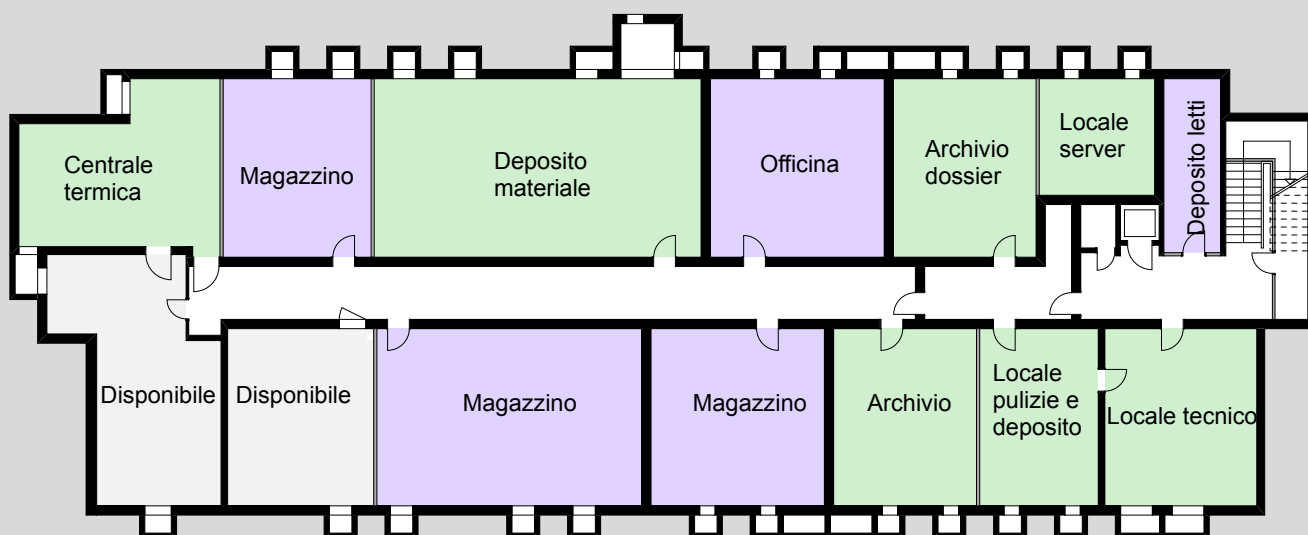 Centrale
termica
Magazzino
Deposito
materiale
Officina
Archivio
dossier
Locale
server
Deposito letti
Disponibile
Disponibile
Magazzino
Magazzino
Archivio
Locale
pulizie e
deposito
Locale tecnico